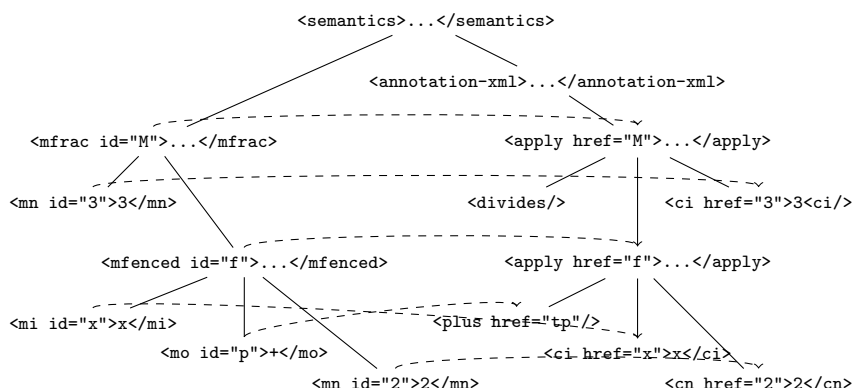 <semantics>...</semantics>
<annotation-xml>...</annotation-xml>
<mfrac id="M">...</mfrac> <apply href="M">...</apply>
<mn id="3">3</mn> <divides/> <ci href="3">3<ci/>
<mfenced id="f">...</mfenced> <apply href="f">...</apply>
<mi id="x">x</mi> <plus href="tp"/>
<mo id="p">+</mo> <ci href="x">x</ci>
<mn id="2">2</mn> <cn href="2">2</cn>